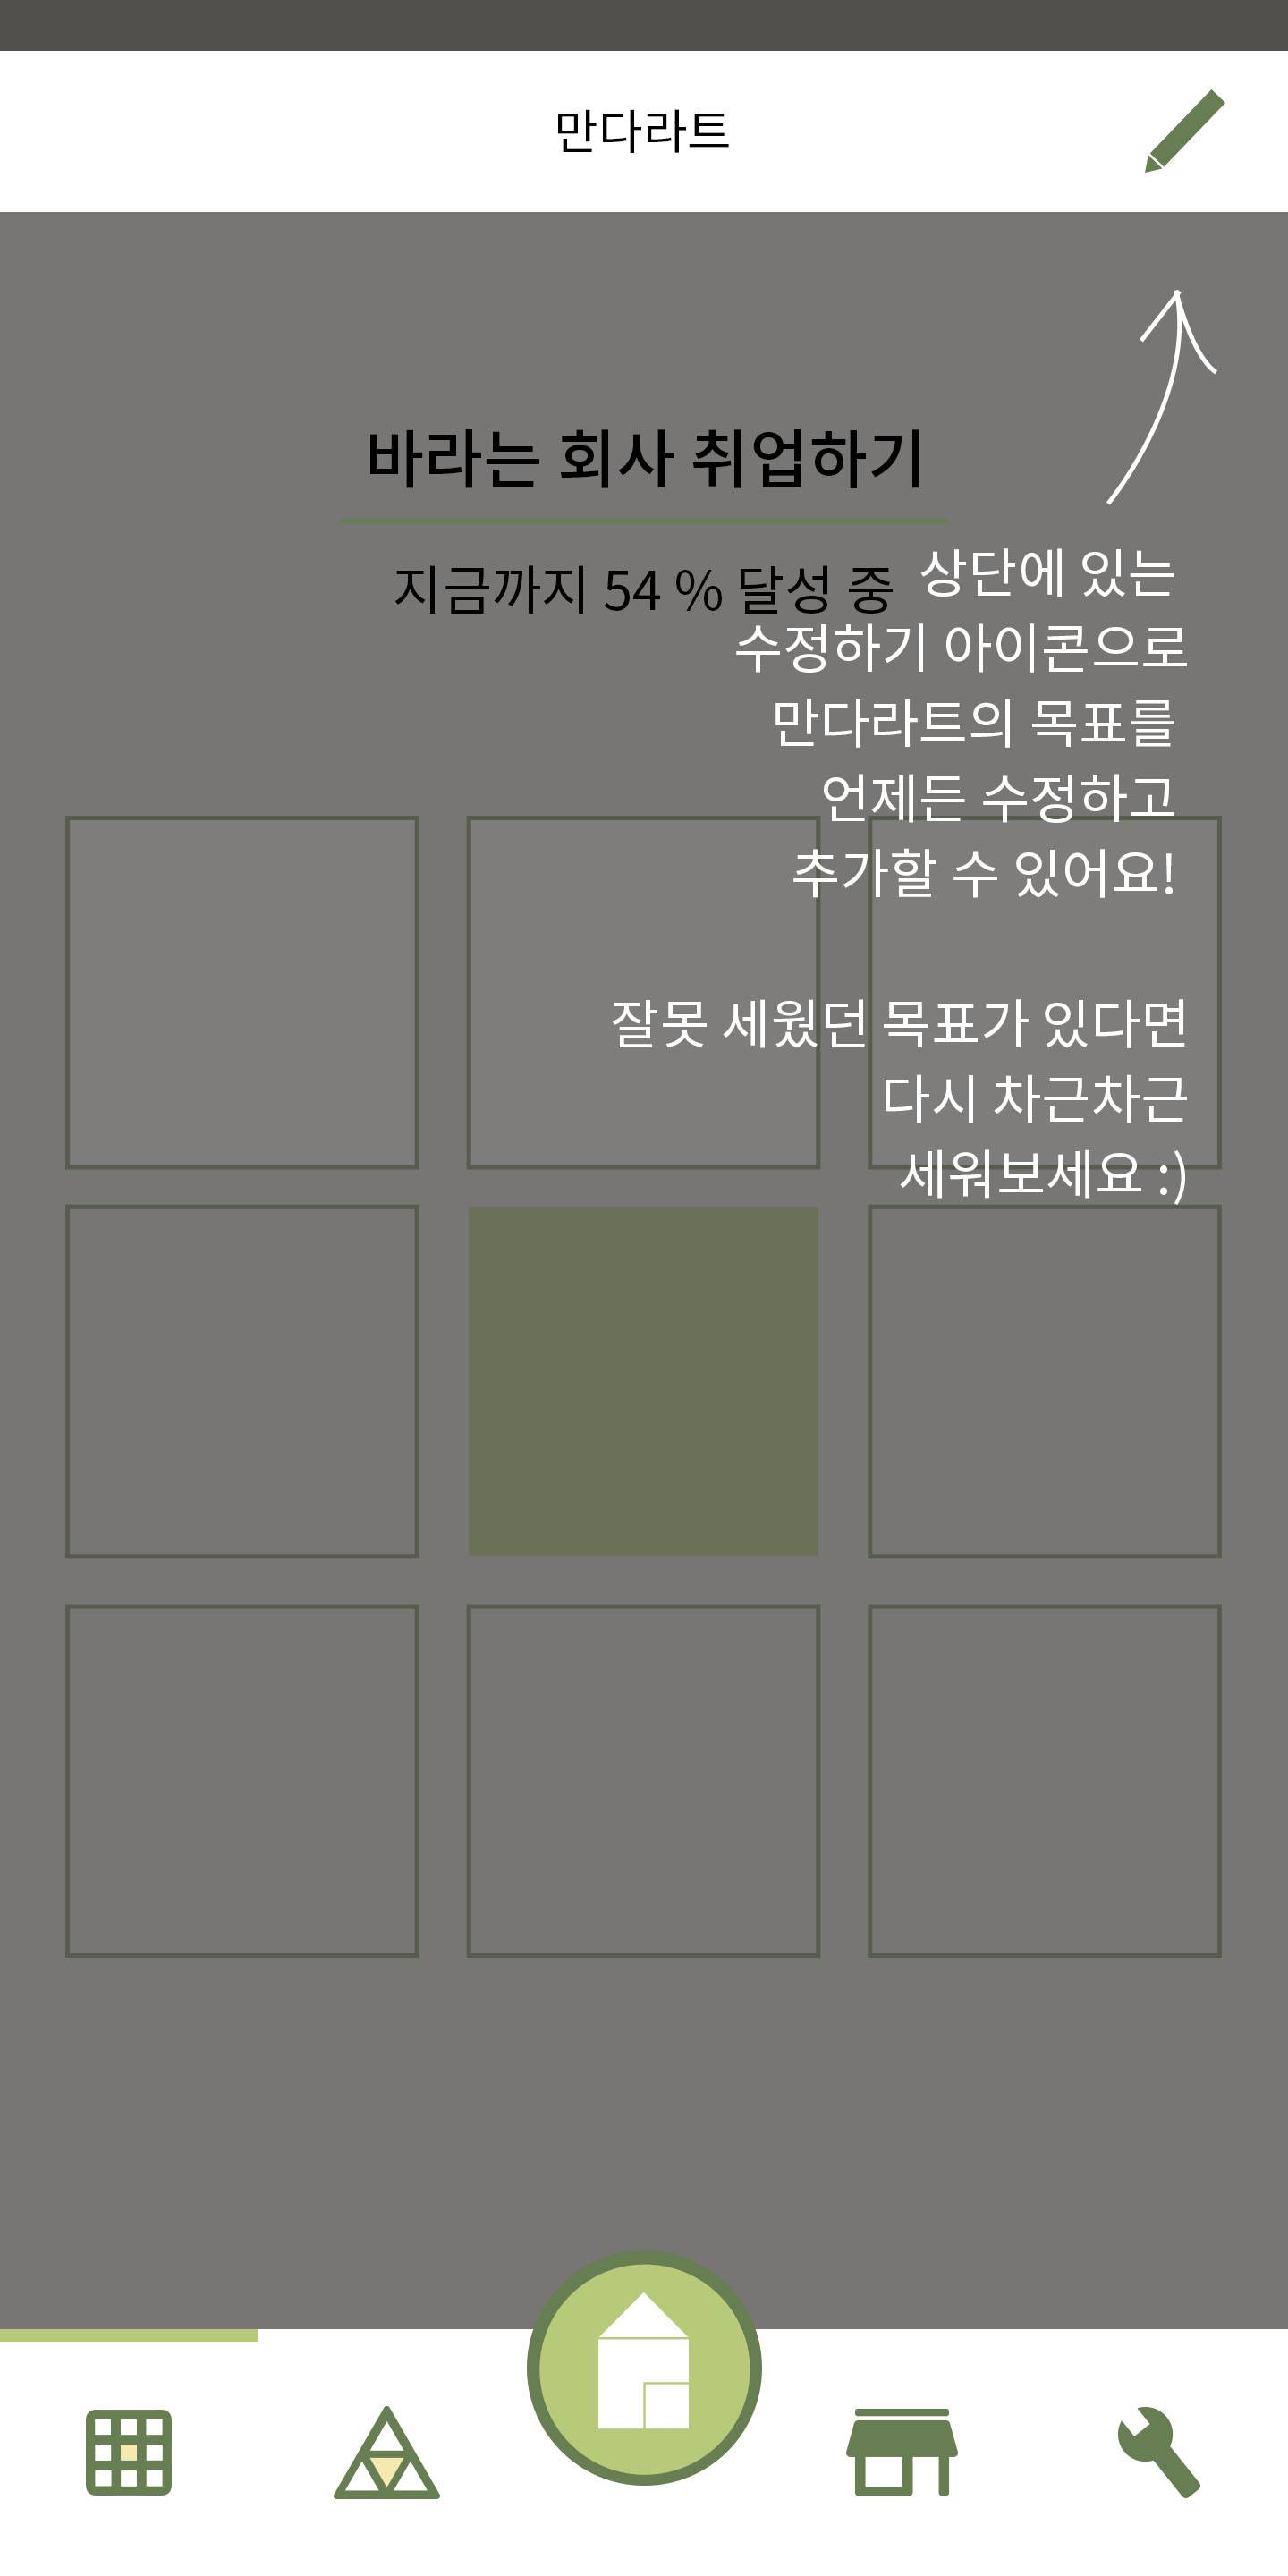 만다라트
바라는 회사 취업하기
지금까지 54 % 달성 중
상단에 있는
수정하기 아이콘으로
만다라트의 목표를
언제든 수정하고
추가할 수 있어요!
잘못 세웠던 목표가 있다면
다시 차근차근
세워보세요 :)